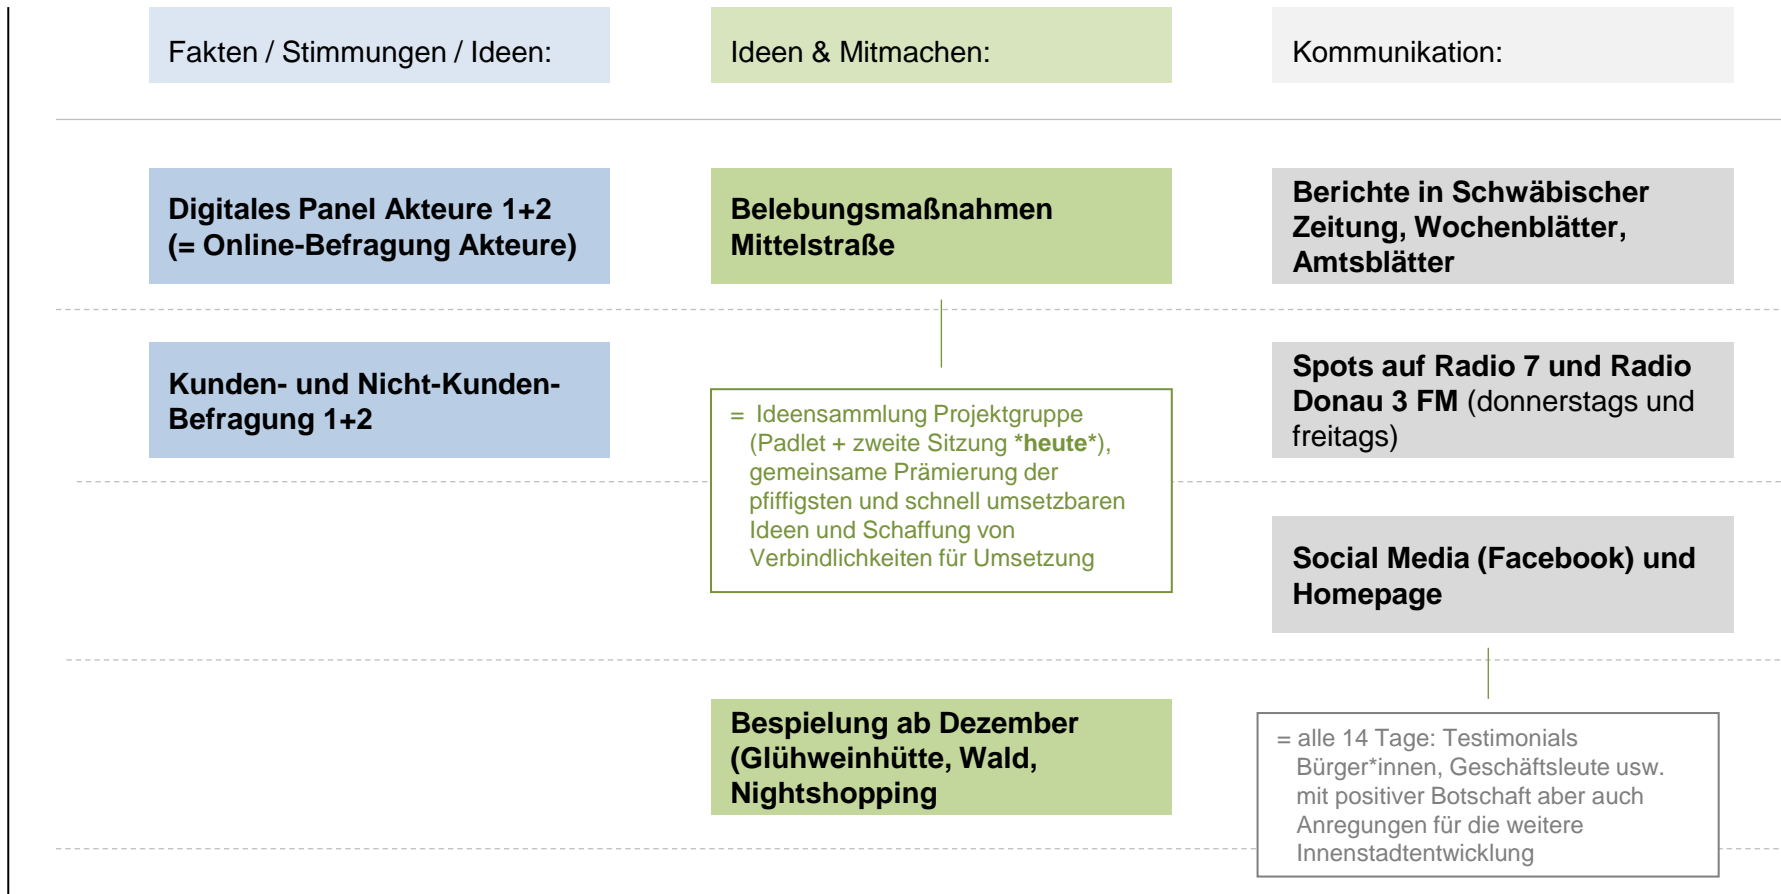 Fakten / Stimmungen / Ideen:
Ideen & Mitmachen:
Kommunikation:
Digitales Panel Akteure 1+2
(= Online-Befragung Akteure)
Belebungsmaßnahmen
Mittelstraße
Berichte in Schwäbischer
Zeitung, Wochenblätter,
Amtsblätter
Kunden- und Nicht-Kunden-
Befragung 1+2
= Ideensammlung Projektgruppe
(Padlet + zweite Sitzung *heute*),
gemeinsame Prämierung der
pfiffigsten und schnell umsetzbaren
Ideen und Schaffung von
Verbindlichkeiten für Umsetzung
Spots auf Radio 7 und Radio
Donau 3 FM (donnerstags und
freitags)
Social Media (Facebook) und
Homepage
Bespielung ab Dezember
(Glühweinhütte, Wald,
Nightshopping
= alle 14 Tage: Testimonials
Bürger*innen, Geschäftsleute usw.
mit positiver Botschaft aber auch
Anregungen für die weitere
Innenstadtentwicklung